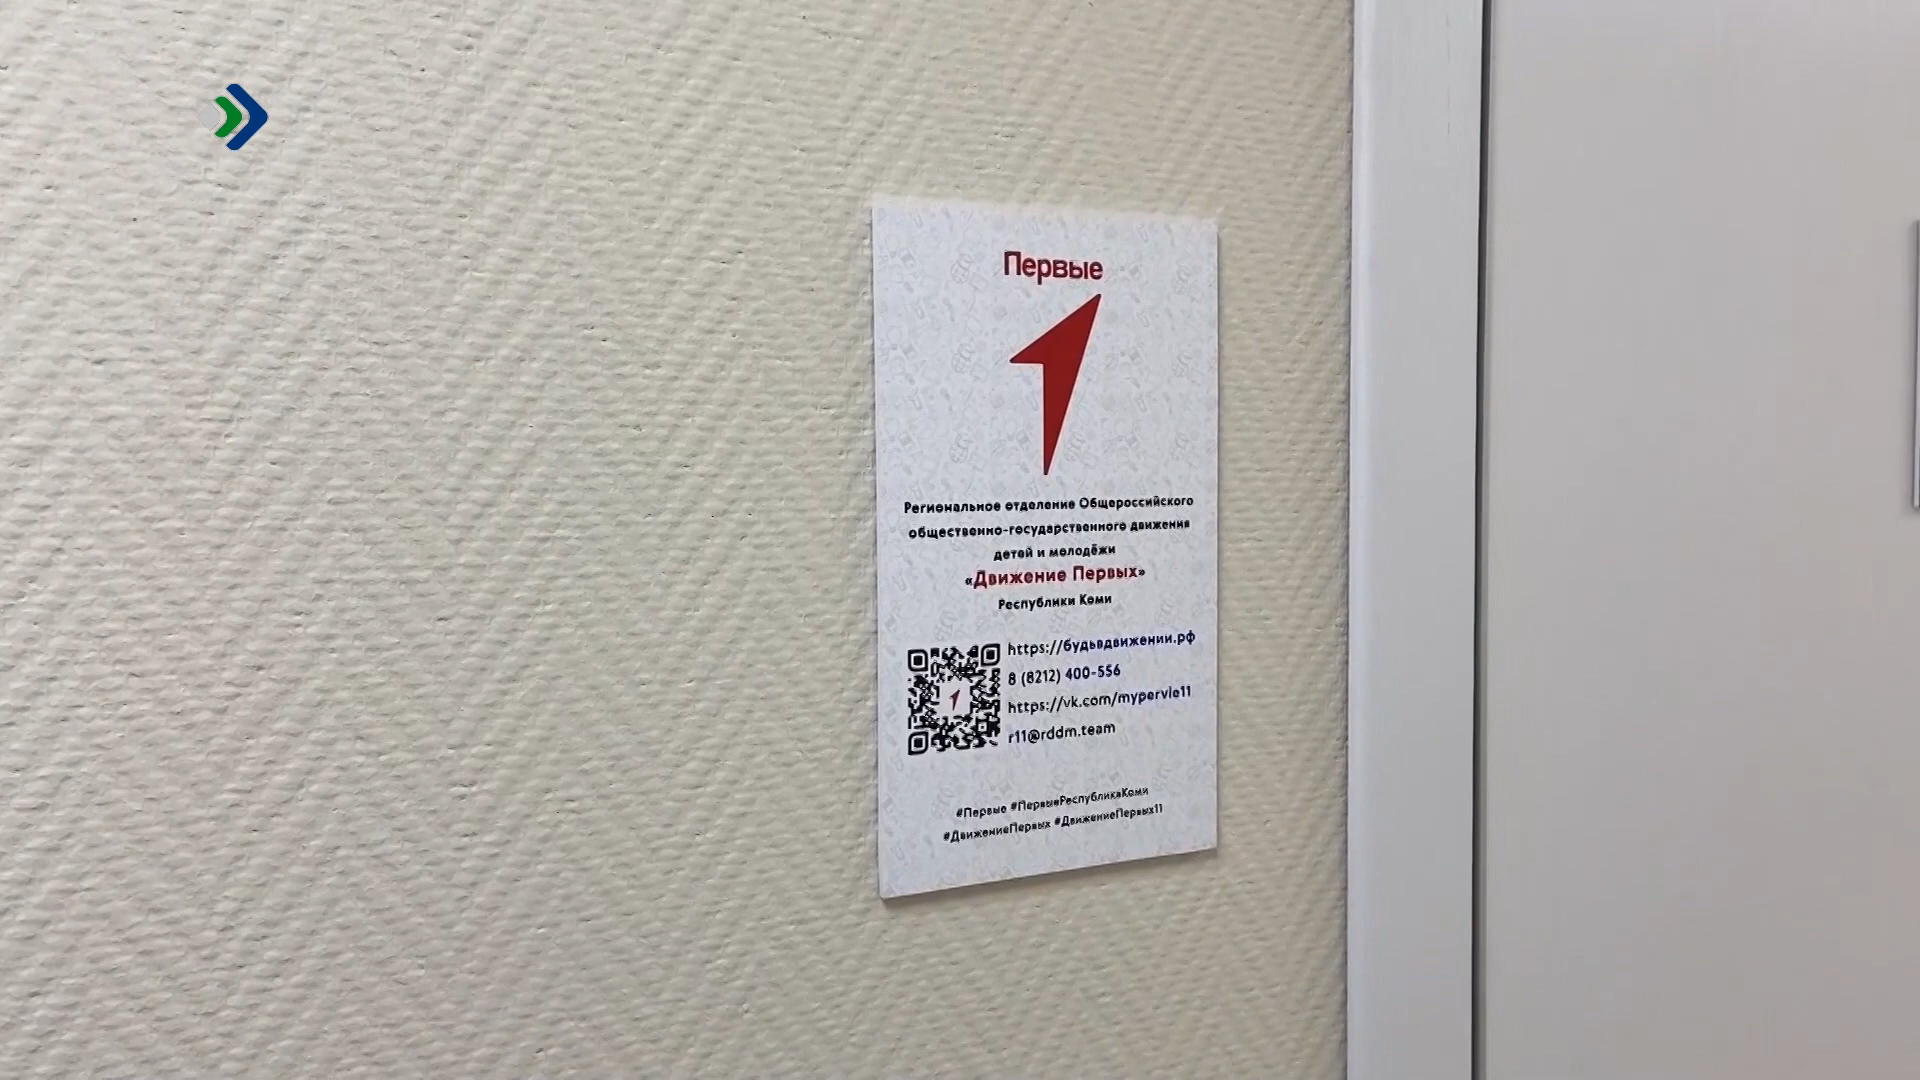 Первые
Региональное отделение Общероссийского
общественно-государственного движения
детей и молодёжи
«Движение Первых»
Республики Коми
https://будьвдвижении.рф
8 (8212) 400-556
https://vk.com/mypervie11
r11@rddm.team
#Первые #ПервыеРеспубликаКоми
#ДвижениеПервых #ДвижениеПервых11